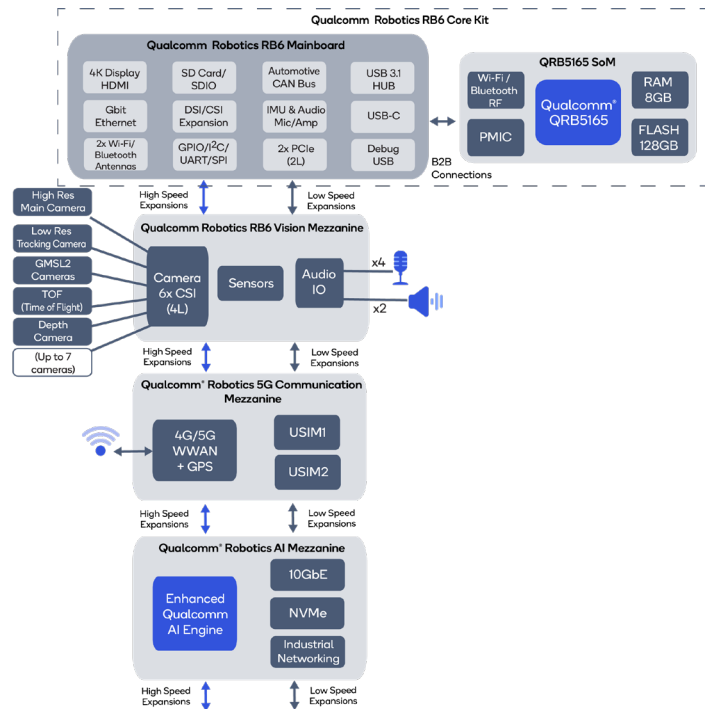 Qualcomm Robotics RB6 Core Kit
Qualcomm Robotics RB6 Mainboard
4K Display
HDMI
SD Card/
SDIO
Automotive
CAN Bus
USB 3.1
HUB
Gbit
Ethernet
DSI/CSI
Expansion
IMU & Audio
Mic/Amp
USB-C
2x Wi-Fi/
Bluetooth
Antennas
GPIO/I²C/
UART/SPI
2x PCIe
(2L)
Debug
USB
B2B
Connections
QRB5165 SoM
Wi-Fi /
Bluetooth
RF
PMIC
Qualcomm®
QRB5165
RAM
8GB
FLASH
128GB
High Speed
Expansions
Low Speed
Expansions
High Res
Main Camera
Low Res
Tracking Camera
GMSL2
Cameras
TOF
(Time of Flight)
Depth
Camera
(Up to 7
cameras)
Qualcomm Robotics RB6 Vision Mezzanine
Camera
6x CSI
(4L)
Sensors
Audio
IO
x4
x2
High Speed
Expansions
Low Speed
Expansions
Qualcomm® Robotics 5G Communication
Mezzanine
4G/5G
WWAN
+ GPS
USIM1
USIM2
High Speed
Expansions
Low Speed
Expansions
Qualcomm® Robotics AI Mezzanine
Enhanced
Qualcomm
AI Engine
10GbE
NVMe
Industrial
Networking
High Speed
Expansions
Low Speed
Expansions